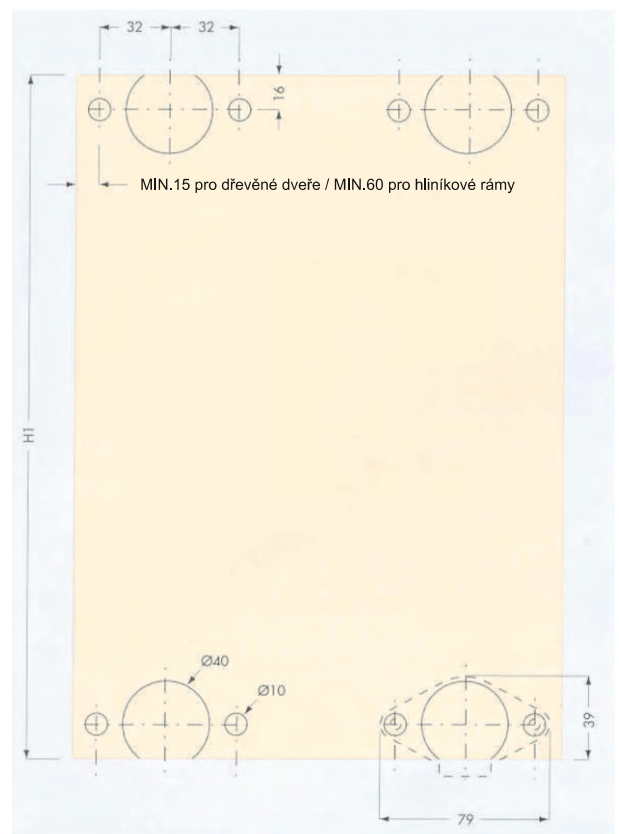 32 32
16
MIN.15 pro dřevěné dveře / MIN.60 pro hliníkové rámy
H1
Ø40
Ø10
39
79